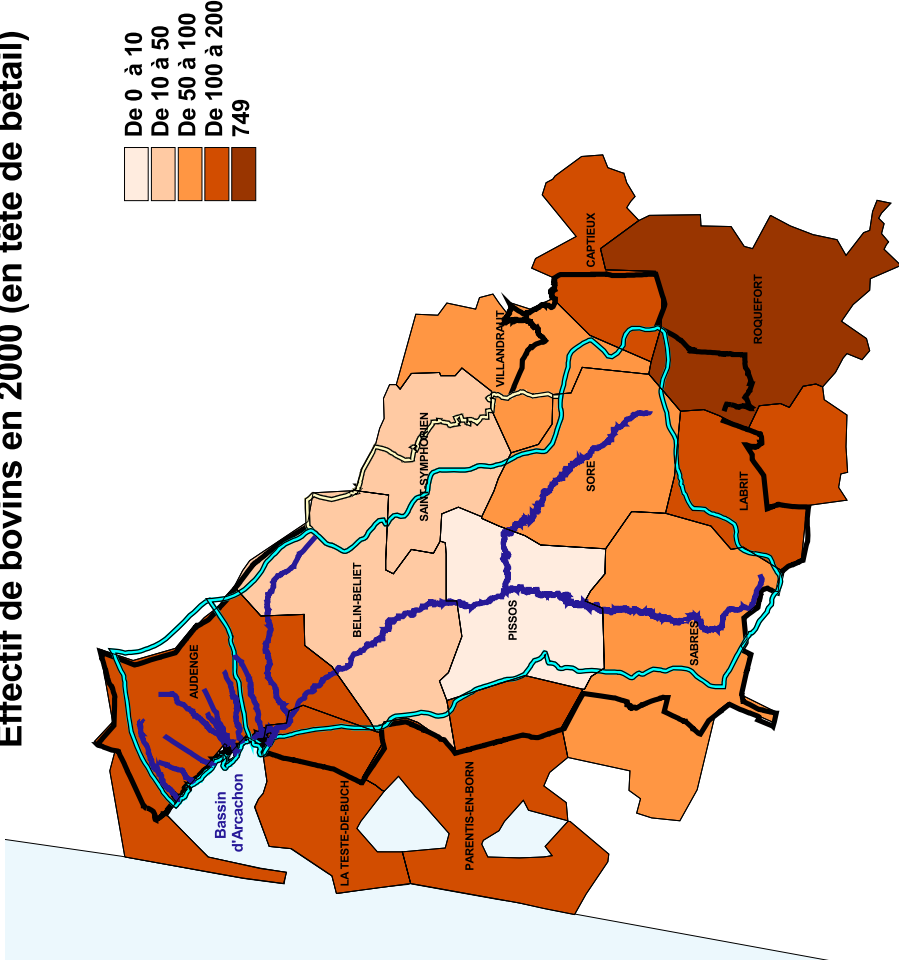 Effectif de bovins en 2000 (en tête de bétail)
De 0 à 10
De 10 à 50
De 50 à 100
De 100 à 200
749
CAPTIEUX
VILLANDRAUT
ROQUEFORT
SAINT-SYMPHORIEN
SORE
LABRIT
BELIN-BELIET
PISSOS
SABRES
AUDENGE
Bassin
d'Arcachon
LA TESTE-DE-BUCH
PARENTIS-EN-BORN